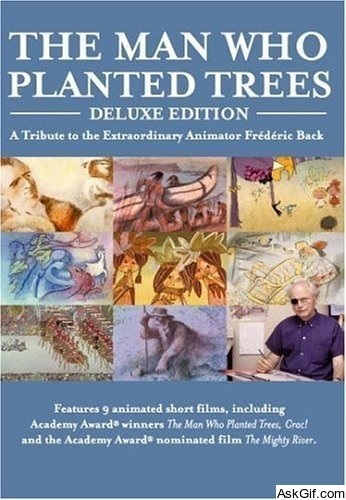 THE MAN WHO
PLANTED TREES
DELUXE EDITION
A Tribute to the Extraordinary Animator Frédéric Back
Features 9 animated short films, including
Academy Award® winners The Man Who Planted Trees, Crac!
and the Academy Award® nominated film The Mighty River.
AskGif.com